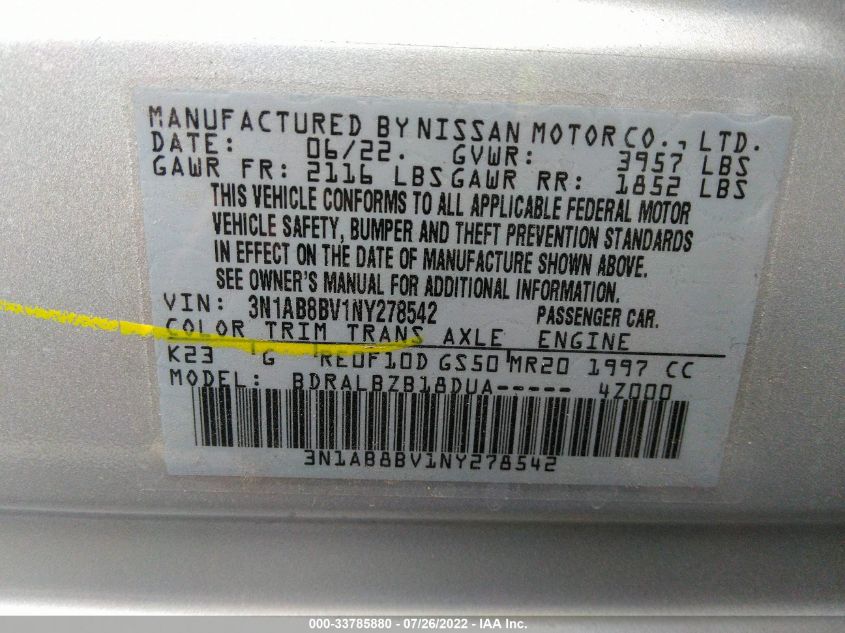 MANUFACTURED BY NISSAN MOTOR CO., LTD.
DATE: 06/22. GVWR: 3957 LBS
GAWR FR: 2116 LBS GAWR RR: 1852 LBS
THIS VEHICLE CONFORMS TO ALL APPLICABLE FEDERAL MOTOR
VEHICLE SAFETY, BUMPER AND THEFT PREVENTION STANDARDS
IN EFFECT ON THE DATE OF MANUFACTURE SHOWN ABOVE.
SEE OWNER'S MANUAL FOR ADDITIONAL INFORMATION.
VIN: 3N1AB8BV1NY278542 PASSENGER CAR.
COLOR TRIM TRANS AXLE ENGINE
K23 G RE0F10D GS50 MR20 1997 CC
MODEL: BDRALBZB18DUA----- 4Z000
3N1AB8BV1NY278542
000-33785880 - 07/26/2022 - IAA Inc.